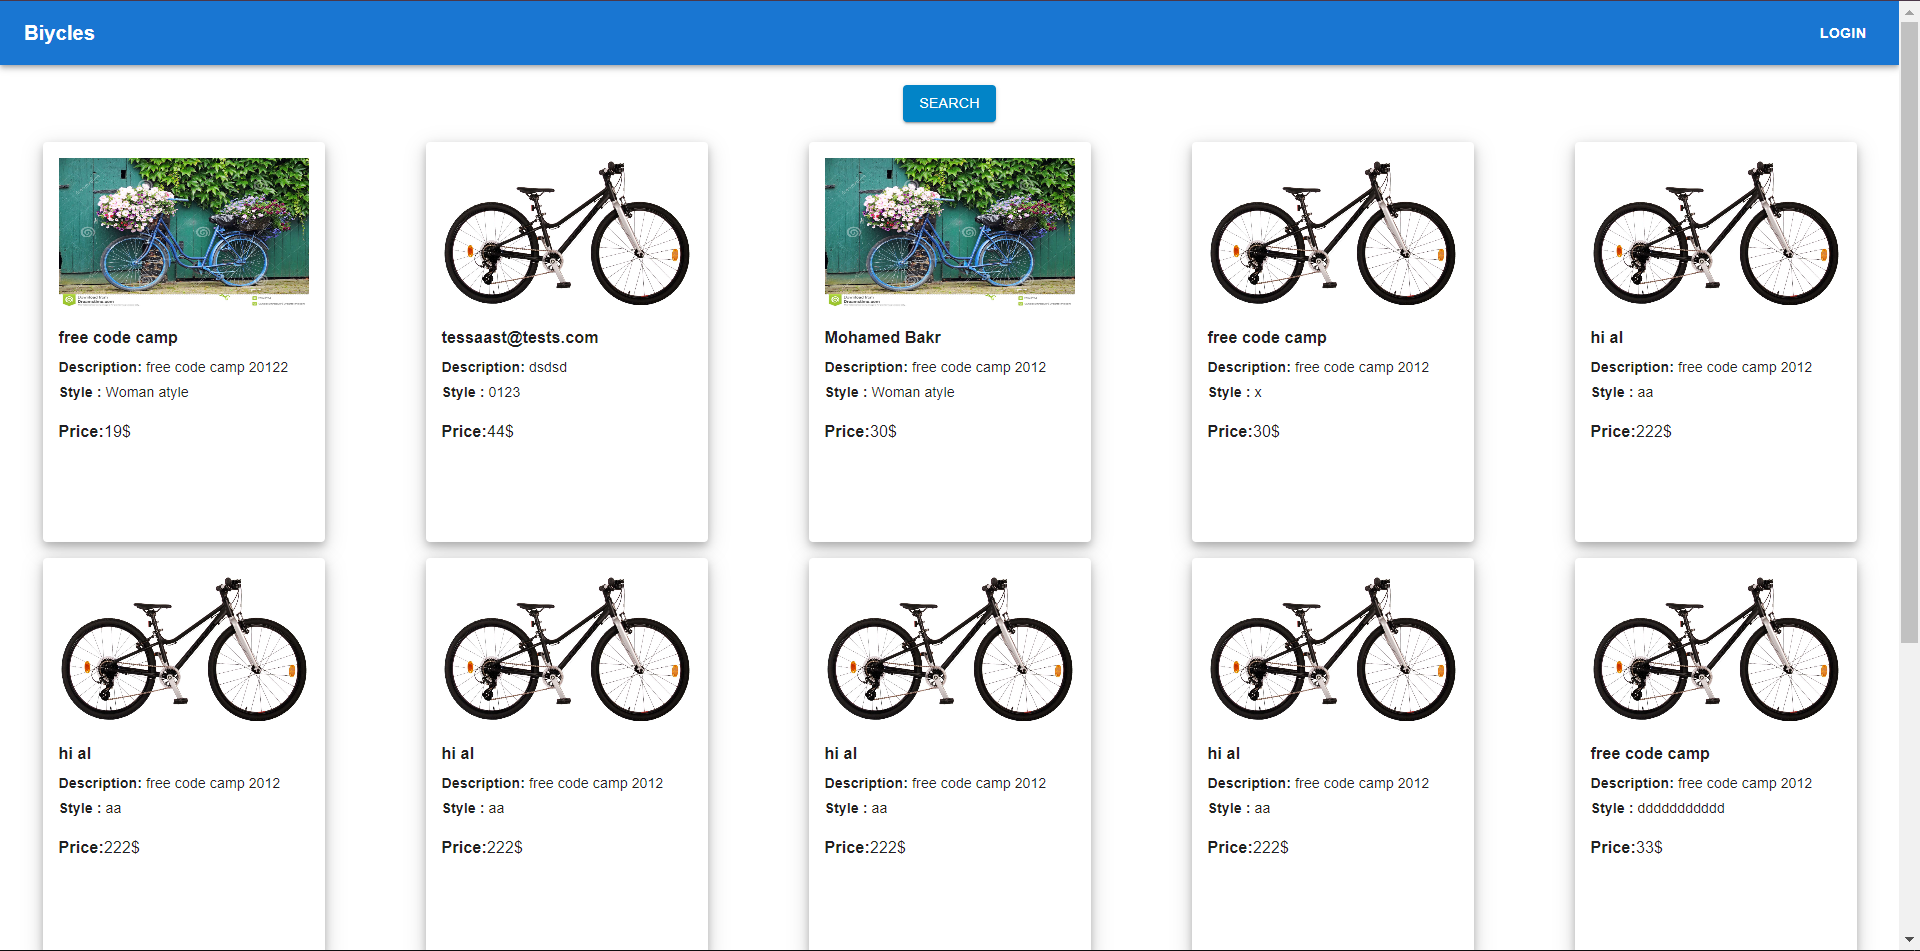 Biycles
LOGIN
SEARCH
free code camp
Description: free code camp 20122
Style : Woman atyle
Price:19$
tessaast@tests.com
Description: dsdsd
Style : 0123
Price:44$
Mohamed Bakr
Description: free code camp 2012
Style : Woman atyle
Price:30$
free code camp
Description: free code camp 2012
Style : x
Price:30$
hi al
Description: free code camp 2012
Style : aa
Price:222$
hi al
Description: free code camp 2012
Style : aa
Price:222$
hi al
Description: free code camp 2012
Style : aa
Price:222$
hi al
Description: free code camp 2012
Style : aa
Price:222$
hi al
Description: free code camp 2012
Style : aa
Price:222$
free code camp
Description: free code camp 2012
Style : ddddddddddd
Price:33$